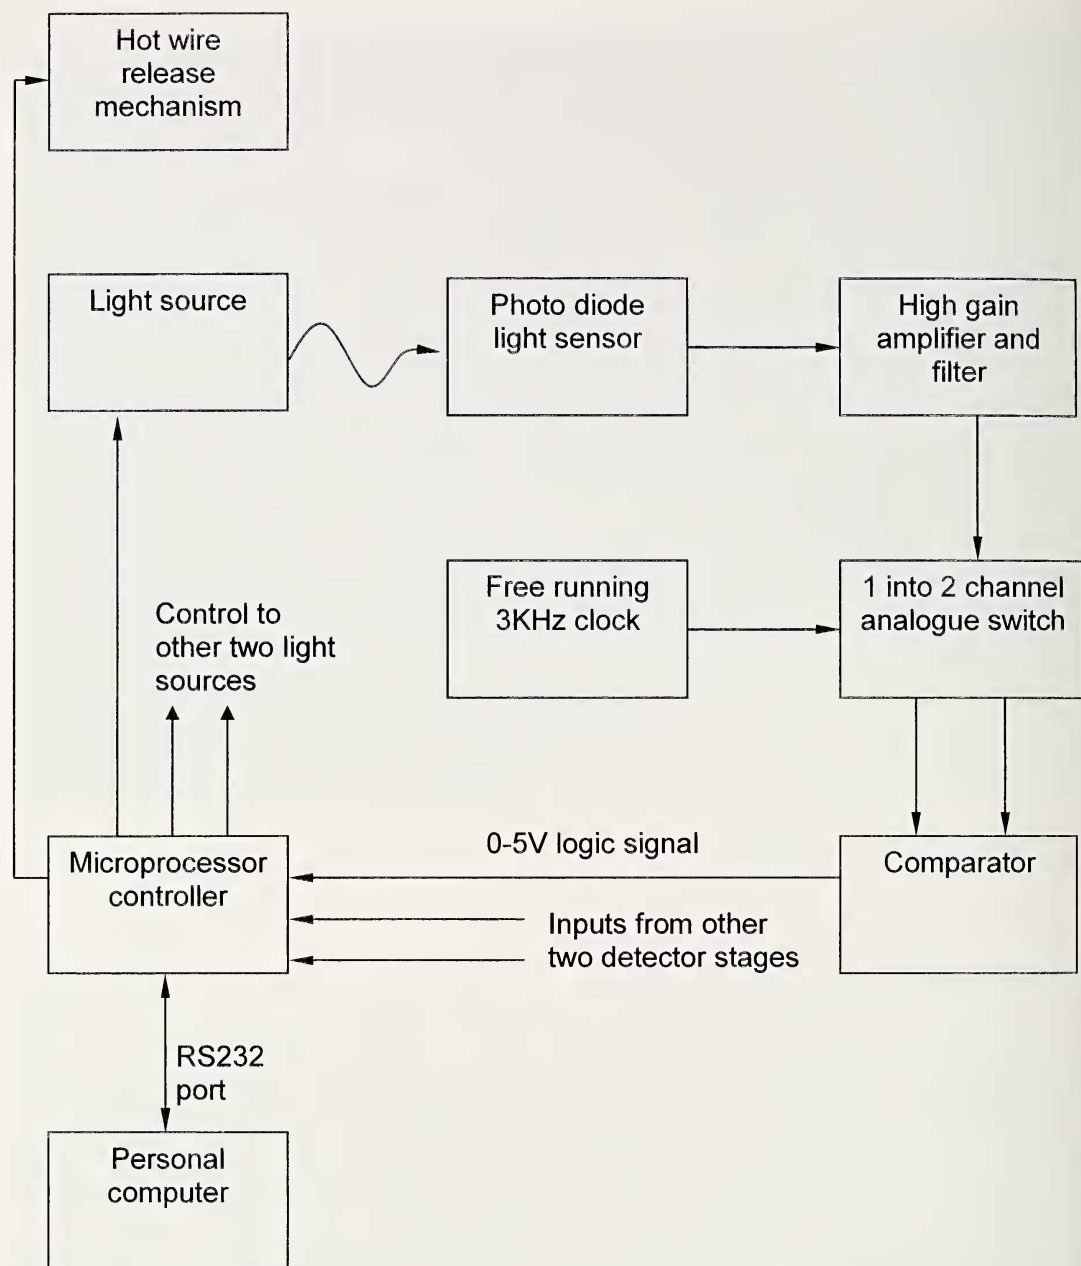 Hot wire
release
mechanism
Light source
Photo diode
light sensor
High gain
amplifier and
filter
Free running
3KHz clock
1 into 2 channel
analogue switch
Control to
other two light
sources
Microprocessor
controller
0-5V logic signal
Comparator
Inputs from other
two detector stages
RS232
port
Personal
computer